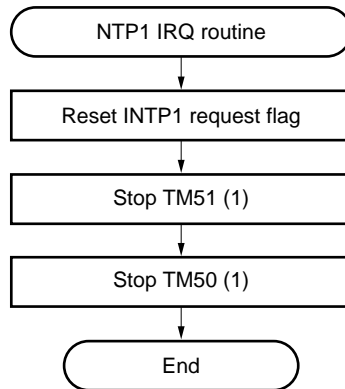 NTP1 IRQ routine
Reset INTP1 request flag
Stop TM51 (1)
Stop TM50 (1)
End